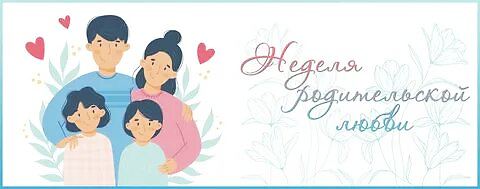 Неделя
родительской
любви